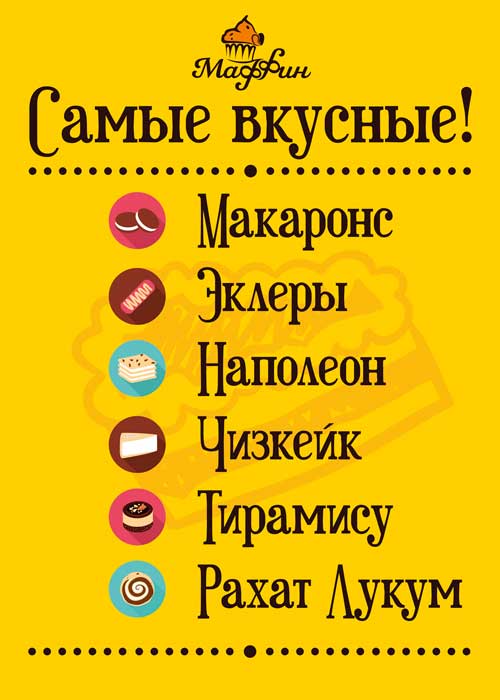 Маффин
Самые вкусные!
Макаронс
Эклеры
Наполеон
Чизкейк
Тирамису
Рахат Лукум